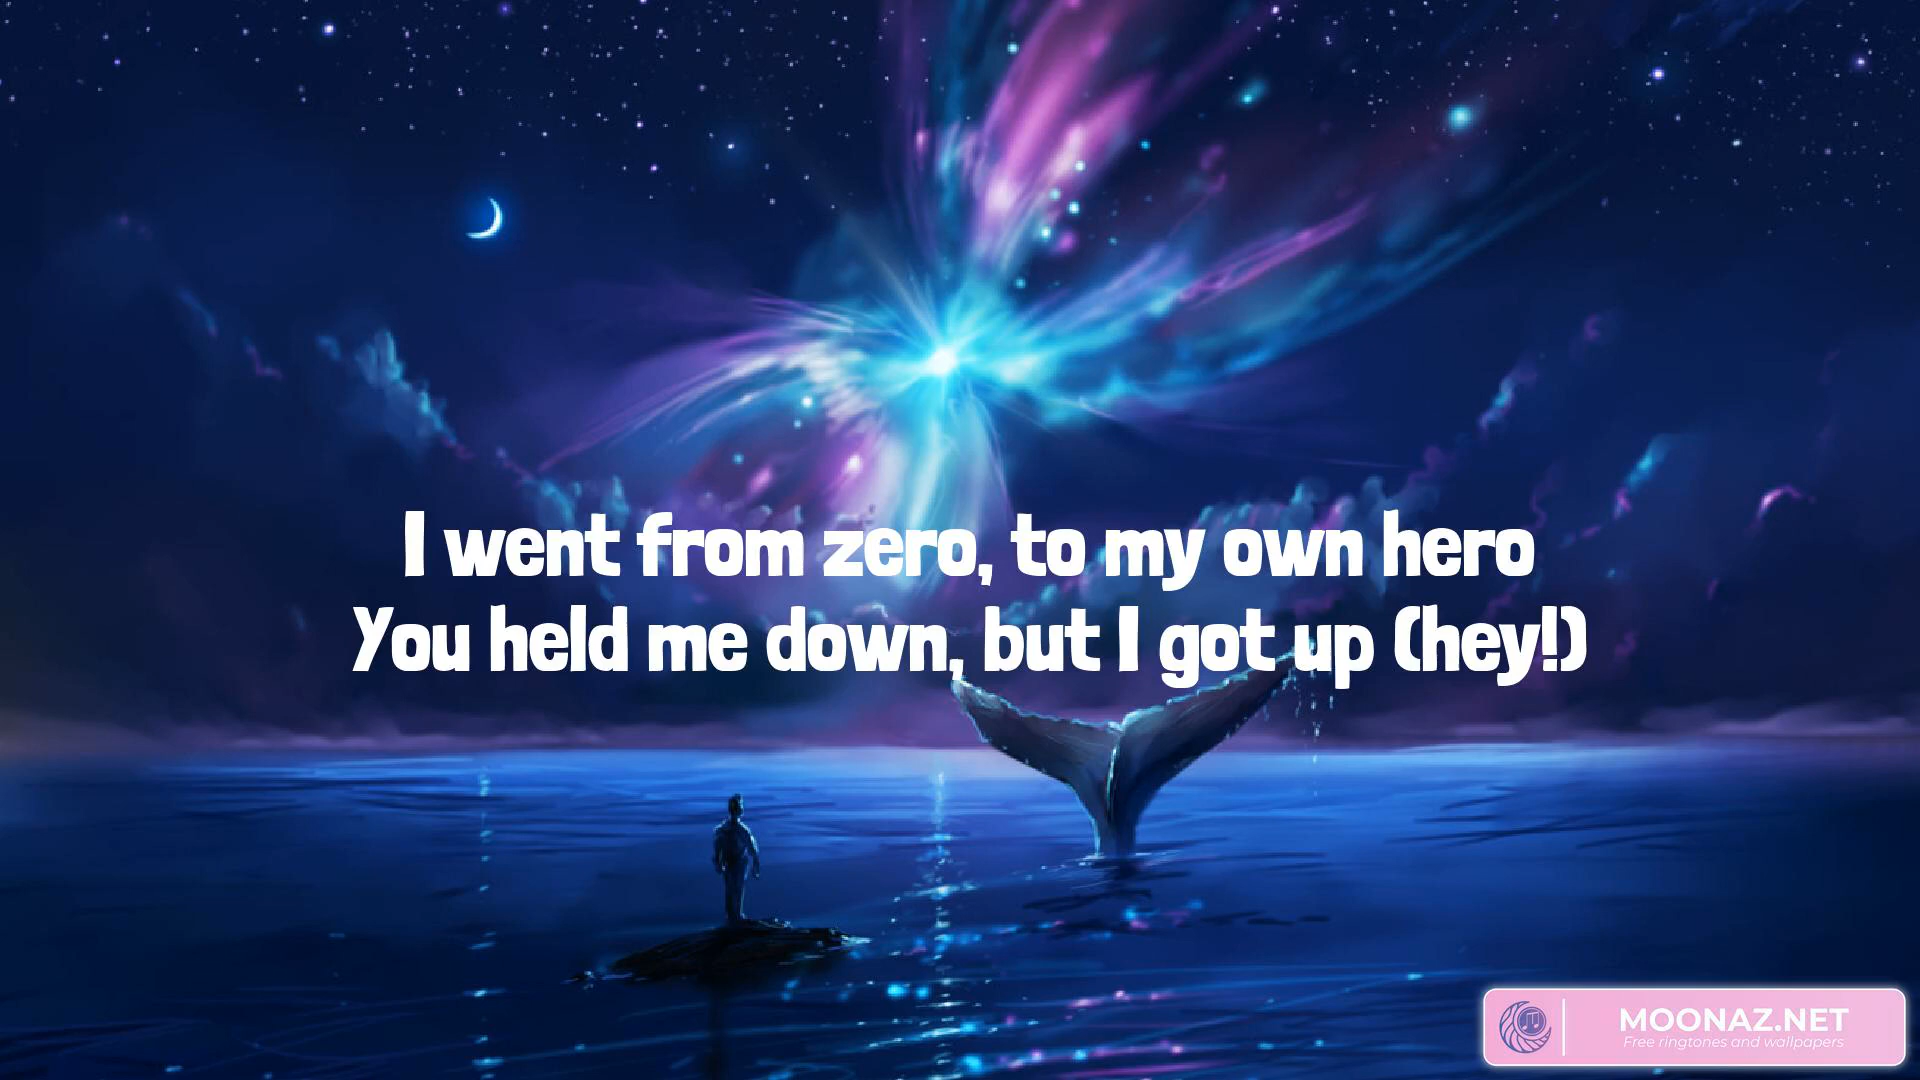 I went from zero, to my own hero
You held me down, but I got up (hey!)
MOONAZ.NET
Free ringtones and wallpapers